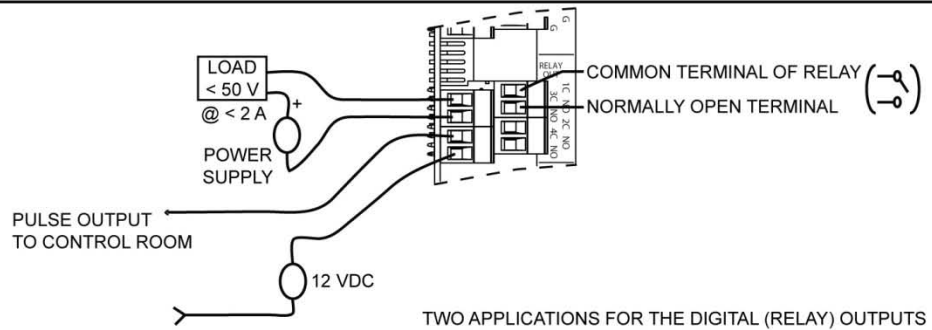 G
G
RELAY
1C NO 2C NO
3C NO 4C NO
LOAD
< 50 V
@ < 2 A
+
POWER
SUPPLY
COMMON TERMINAL OF RELAY
NORMALLY OPEN TERMINAL
PULSE OUTPUT
TO CONTROL ROOM
12 VDC
TWO APPLICATIONS FOR THE DIGITAL (RELAY) OUTPUTS